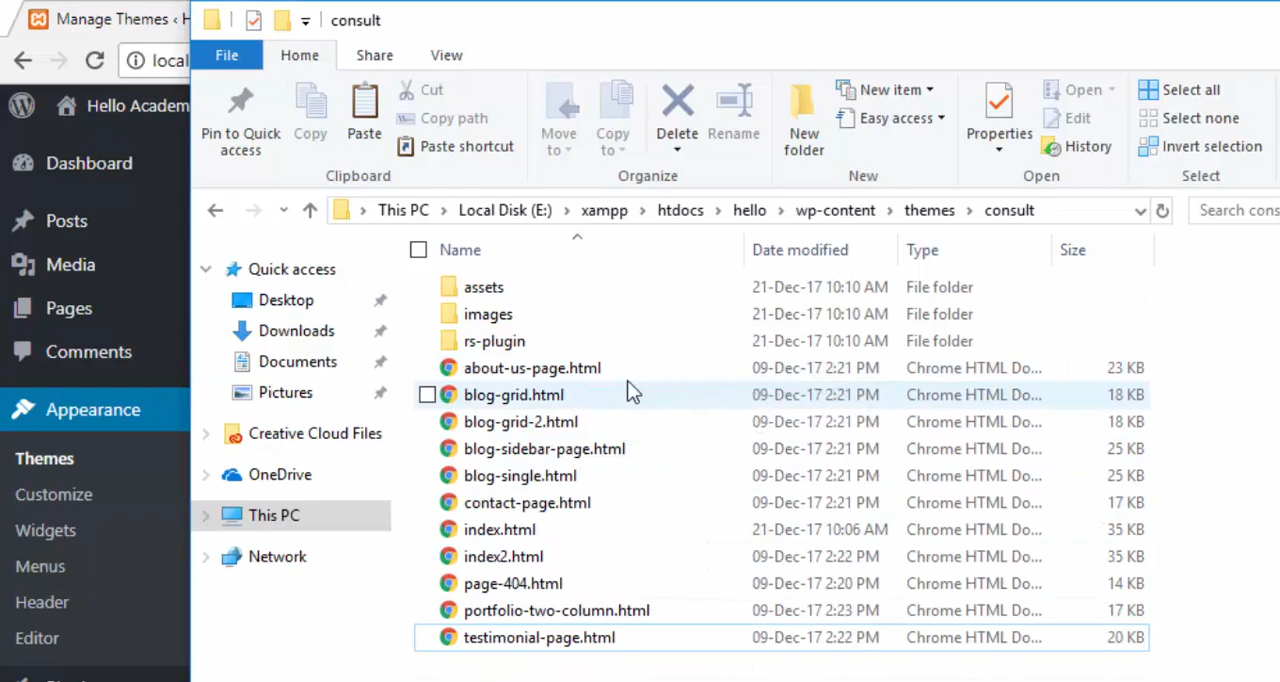 Manage Themes ‹ H
consult
File
Home
Share
View
local
Hello Academ
Dashboard
Posts
Media
Pages
Comments
Appearance
Themes
Customize
Widgets
Menus
Header
Editor
Pin to Quick
access
Copy
Paste
Cut
Copy path
Paste shortcut
Clipboard
Move
to
Copy
to
Delete
Rename
Organize
New
folder
New item
Easy access
New
Properties
Open
Edit
History
Open
Select all
Select none
Invert selection
Select
This PC › Local Disk (E:) › xampp › htdocs › hello › wp-content › themes › consult
Search cons
Quick access
Desktop
Downloads
Documents
Pictures
Creative Cloud Files
OneDrive
This PC
Network
Name Date modified Type Size
assets 21-Dec-17 10:10 AM File folder
images 21-Dec-17 10:10 AM File folder
rs-plugin 21-Dec-17 10:10 AM File folder
about-us-page.html 09-Dec-17 2:21 PM Chrome HTML Do... 23 KB
blog-grid.html 09-Dec-17 2:21 PM Chrome HTML Do... 18 KB
blog-grid-2.html 09-Dec-17 2:21 PM Chrome HTML Do... 18 KB
blog-sidebar-page.html 09-Dec-17 2:21 PM Chrome HTML Do... 25 KB
blog-single.html 09-Dec-17 2:21 PM Chrome HTML Do... 25 KB
contact-page.html 09-Dec-17 2:21 PM Chrome HTML Do... 17 KB
index.html 21-Dec-17 10:06 AM Chrome HTML Do... 35 KB
index2.html 09-Dec-17 2:22 PM Chrome HTML Do... 35 KB
page-404.html 09-Dec-17 2:20 PM Chrome HTML Do... 14 KB
portfolio-two-column.html 09-Dec-17 2:23 PM Chrome HTML Do... 17 KB
testimonial-page.html 09-Dec-17 2:22 PM Chrome HTML Do... 20 KB